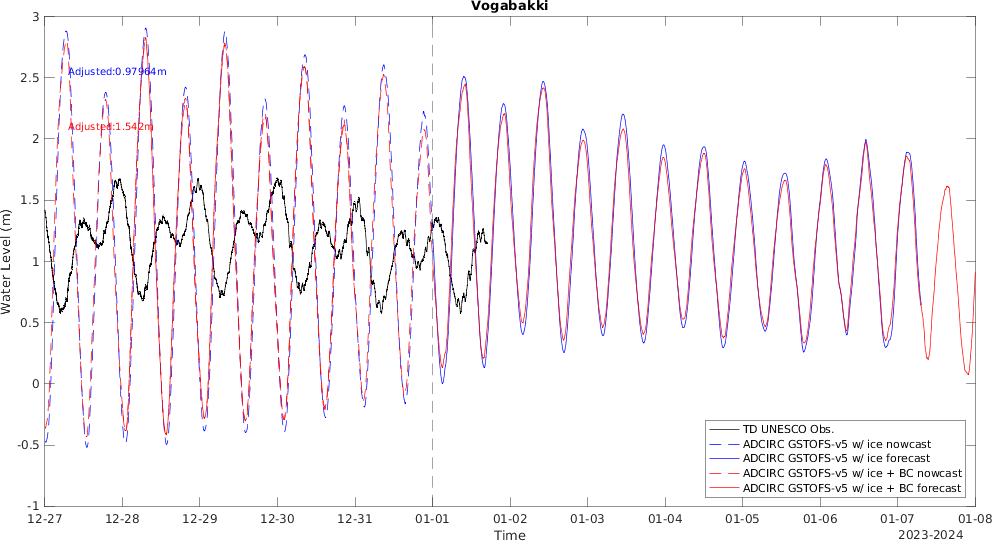 Vogabakki
Water Level (m)
3
2.5
2
1.5
1
0.5
0
-0.5
-1
Adjusted:0.97964m
Adjusted:1.542m
TD UNESCO Obs.
ADCIRC GSTOFS-v5 w/ ice nowcast
ADCIRC GSTOFS-v5 w/ ice forecast
ADCIRC GSTOFS-v5 w/ ice + BC nowcast
ADCIRC GSTOFS-v5 w/ ice + BC forecast
12-27 12-28 12-29 12-30 12-31 01-01 01-02 01-03 01-04 01-05 01-06 01-07 01-08
Time
2023-2024